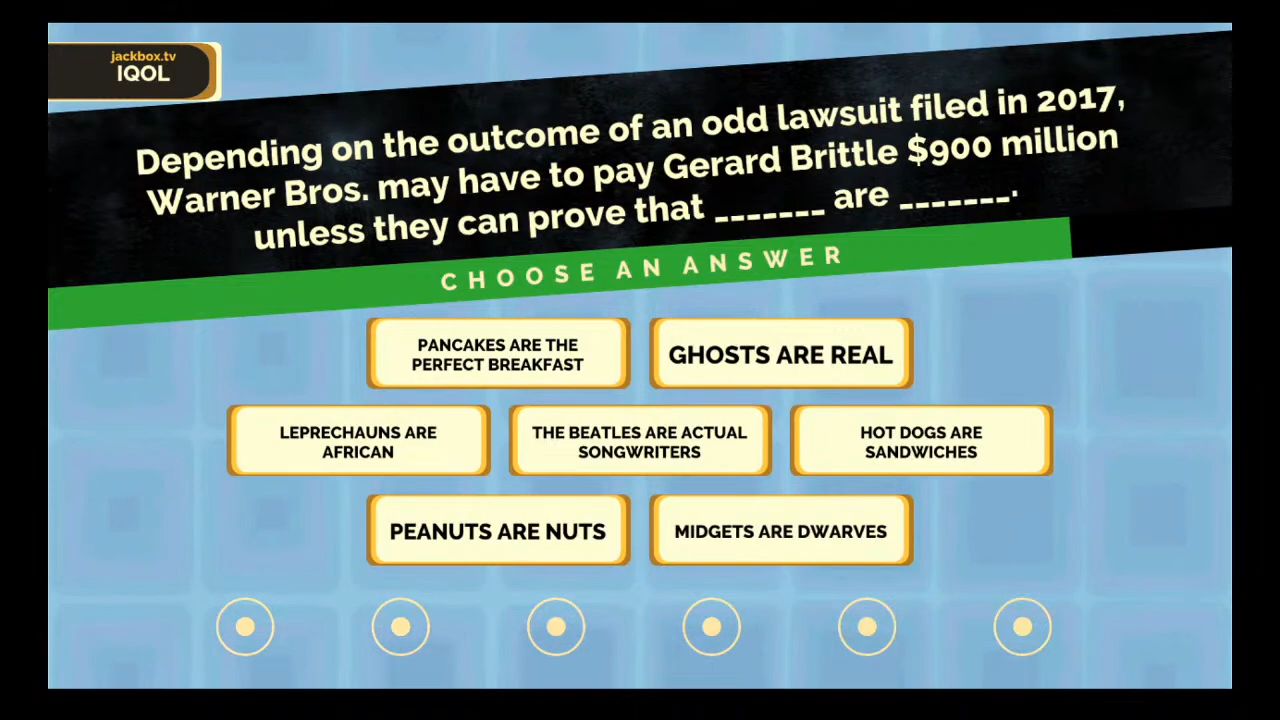 jackbox.tv
IQOL
Depending on the outcome of an odd lawsuit filed in 2017,
Warner Bros. may have to pay Gerard Brittle $900 million
unless they can prove that _______ are _______.
CHOOSE AN ANSWER
PANCAKES ARE THE
PERFECT BREAKFAST
GHOSTS ARE REAL
LEPRECHAUNS ARE
AFRICAN
THE BEATLES ARE ACTUAL
SONGWRITERS
HOT DOGS ARE
SANDWICHES
PEANUTS ARE NUTS
MIDGETS ARE DWARVES